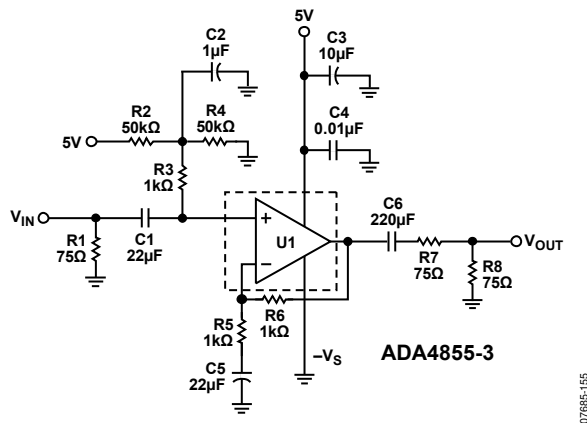 5V
C2
1µF
C3
10µF
R2
50kΩ
R4
50kΩ
C4
0.01µF
5V
R3
1kΩ
C6
220µF
VIN
+
U1
VOUT
R1
75Ω
C1
22µF
−
R7
75Ω
R8
75Ω
R5
1kΩ
R6
1kΩ
–VS
ADA4855-3
C5
22µF
07685-155